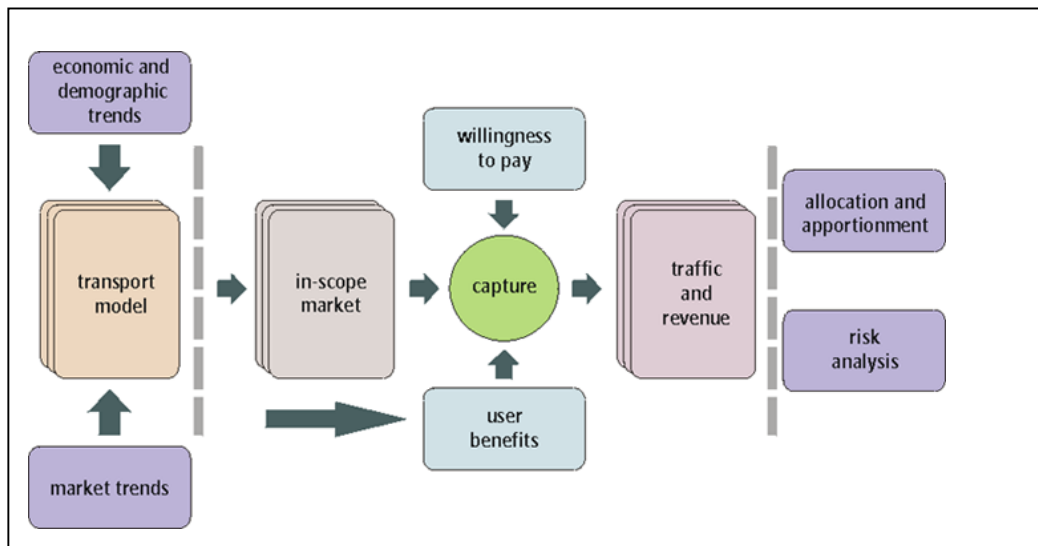 economic and
demographic
trends
willingness
to pay
allocation and
apportionment
transport
model
in-scope
market
capture
traffic
and
revenue
risk
analysis
user
benefits
market trends